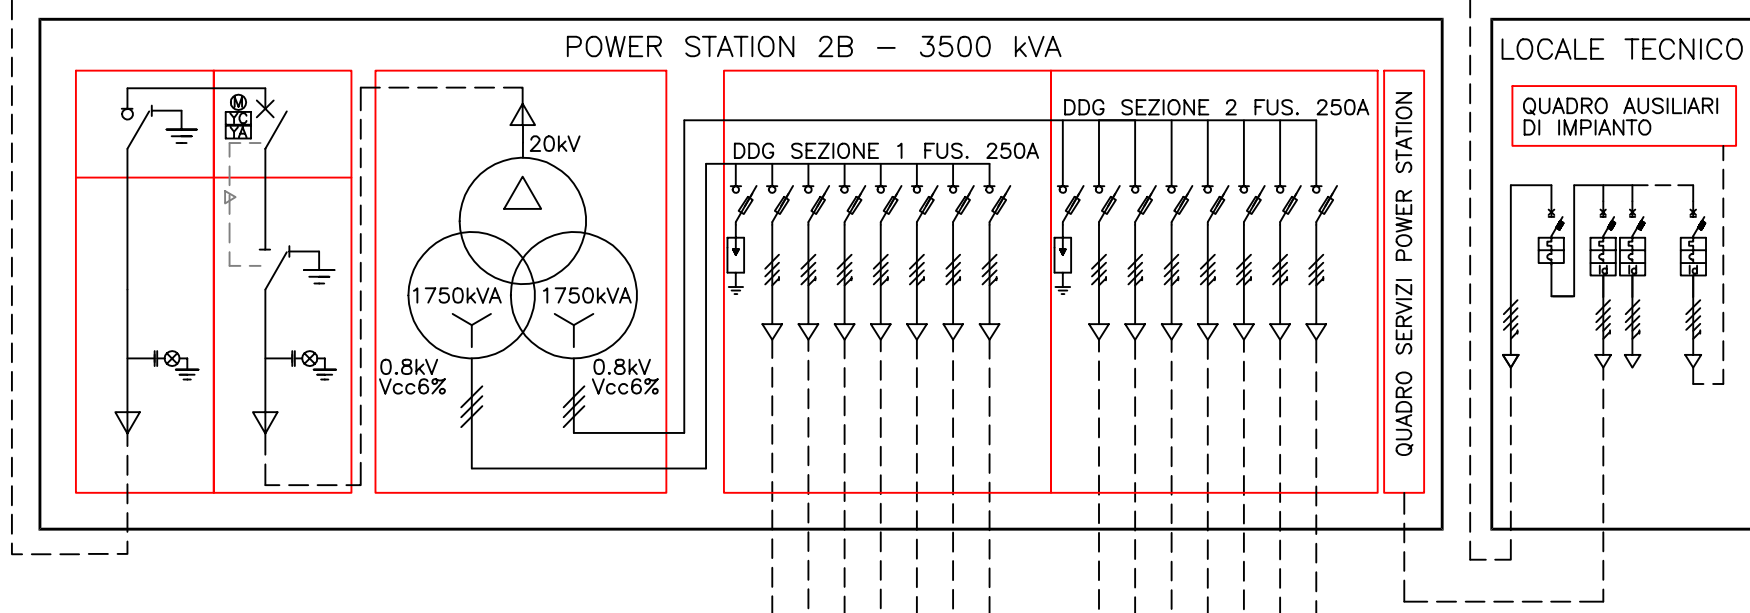 POWER STATION 2B – 3500 kVA
LOCALE TECNICO
M
YC
YA
20kV
DDG SEZIONE 1 FUS. 250A
DDG SEZIONE 2 FUS. 250A
QUADRO SERVIZI POWER STATION
QUADRO AUSILIARI
DI IMPIANTO
1750kVA
1750kVA
0.8kV
Vcc6%
0.8kV
Vcc6%